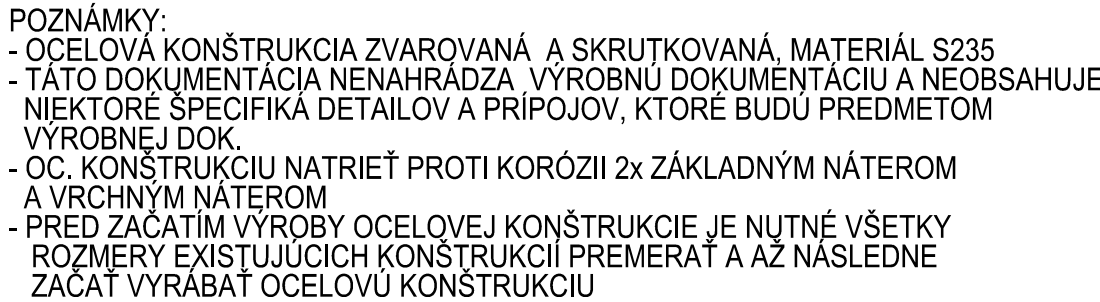 POZNÁMKY:
- OCELOVÁ KONŠTRUKCIA ZVAROVANÁ A SKRUTKOVANÁ, MATERIÁL S235
- TÁTO DOKUMENTÁCIA NENAHRÁDZA VÝROBNÚ DOKUMENTÁCIU A NEOBSAHUJE
NIEKTORÉ ŠPECIFIKÁ DETAILOV A PRÍPOJOV, KTORÉ BUDÚ PREDMETOM
VÝROBNEJ DOK.
- OC. KONŠTRUKCIU NATRIEŤ PROTI KORÓZII 2x ZÁKLADNÝM NÁTEROM
A VRCHNÝM NÁTEROM
- PRED ZAČATÍM VÝROBY OCELOVEJ KONŠTRUKCIE JE NUTNÉ VŠETKY
ROZMERY EXISTUJÚCICH KONŠTRUKCIÍ PREMERAŤ A AŽ NÁSLEDNE
ZAČAŤ VYRÁBAŤ OCELOVÚ KONŠTRUKCIU